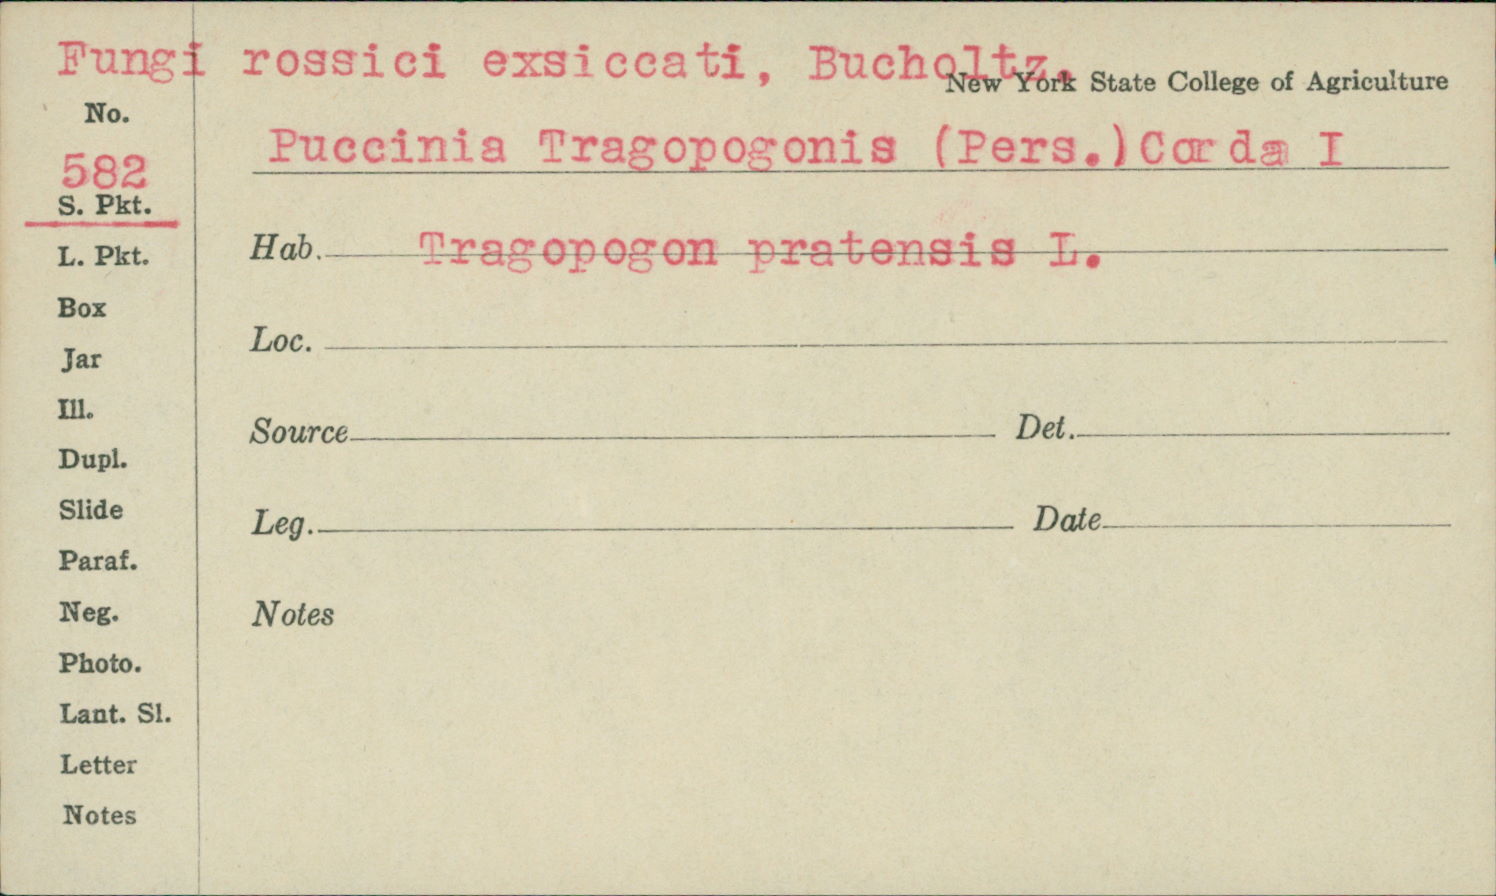 Fungi rossici exsiccati, Bucholtz.
New York State College of Agriculture
No.
Puccinia Tragopogonis (Pers.)Corda I
582
S. Pkt.
Hab. Tragopogon pratensis L.
L. Pkt.
Box
Loc.
Jar
Ill.
Source Det.
Dupl.
Slide
Leg. Date
Paraf.
Neg.
Notes
Photo.
Lant. Sl.
Letter
Notes